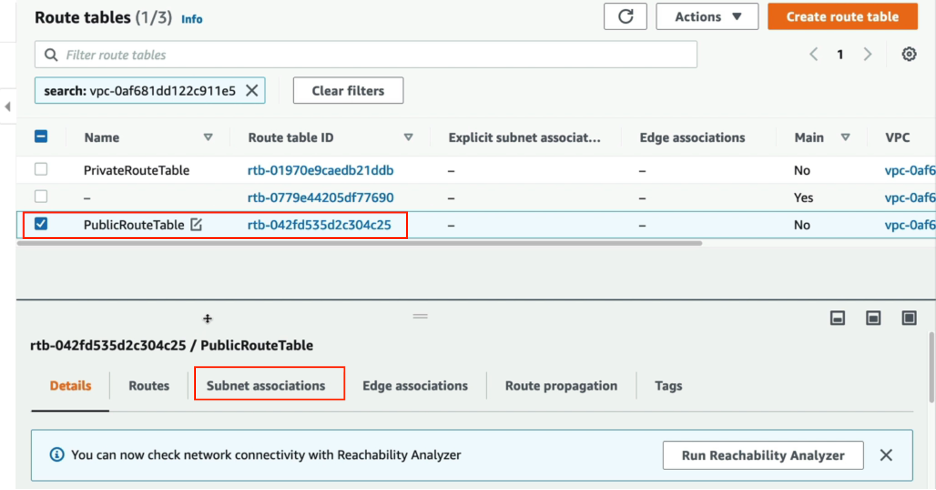 Route tables (1/3) Info
Actions ▼
Create route table
Filter route tables
1
search: vpc-0af681dd122c911e5 ✕
Clear filters
Name Route table ID Explicit subnet associat... Edge associations Main VPC
PrivateRouteTable rtb-01970e9caedb21ddb – – No vpc-0af6
– rtb-0779e44205df77690 – – Yes vpc-0af6
PublicRouteTable rtb-042fd535d2c304c25 – – No vpc-0af6
rtb-042fd535d2c304c25 / PublicRouteTable
Details Routes Subnet associations Edge associations Route propagation Tags
You can now check network connectivity with Reachability Analyzer
Run Reachability Analyzer